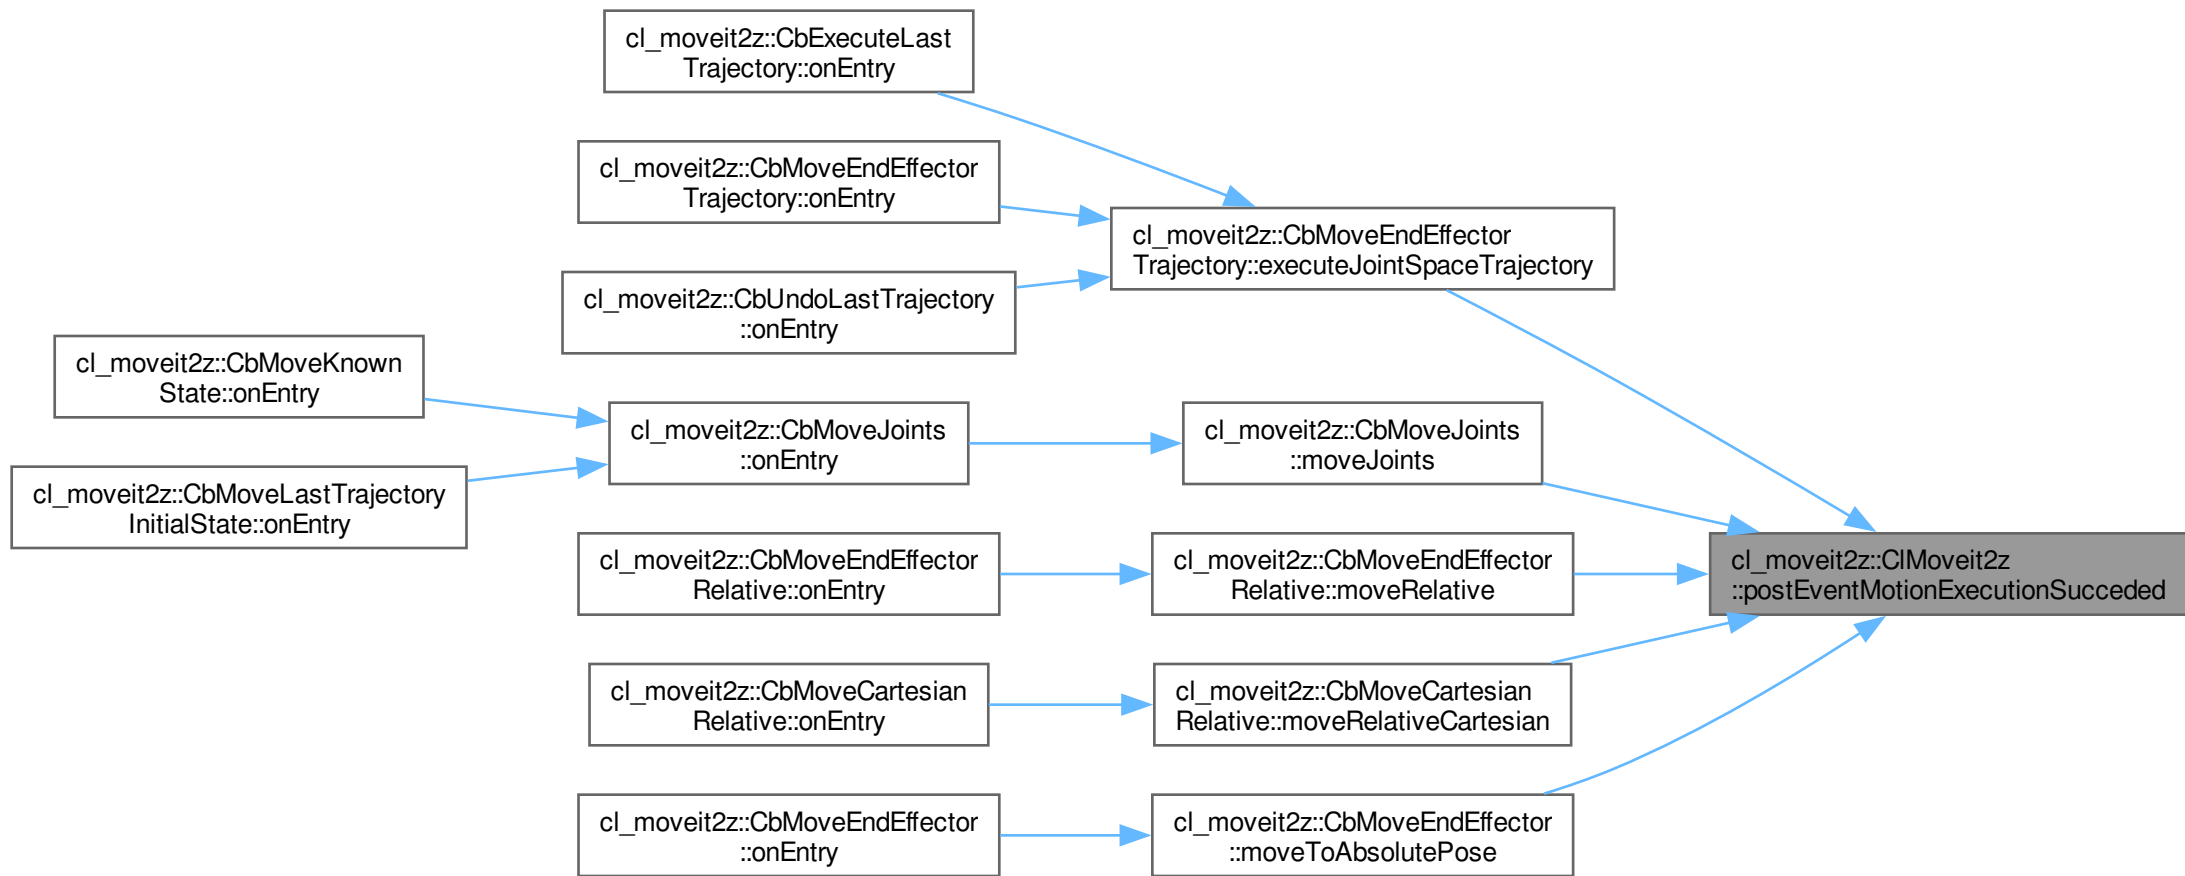 cl_moveit2z::CbExecuteLast
Trajectory::onEntry
cl_moveit2z::CbMoveEndEffector
Trajectory::onEntry
cl_moveit2z::CbMoveEndEffector
Trajectory::executeJointSpaceTrajectory
cl_moveit2z::CbUndoLastTrajectory
::onEntry
cl_moveit2z::CbMoveKnown
State::onEntry
cl_moveit2z::CbMoveJoints
::onEntry
cl_moveit2z::CbMoveJoints
::moveJoints
cl_moveit2z::CbMoveLastTrajectory
InitialState::onEntry
cl_moveit2z::CbMoveEndEffector
Relative::onEntry
cl_moveit2z::CbMoveEndEffector
Relative::moveRelative
cl_moveit2z::ClMoveit2z
::postEventMotionExecutionSucceded
cl_moveit2z::CbMoveCartesian
Relative::onEntry
cl_moveit2z::CbMoveCartesian
Relative::moveRelativeCartesian
cl_moveit2z::CbMoveEndEffector
::onEntry
cl_moveit2z::CbMoveEndEffector
::moveToAbsolutePose